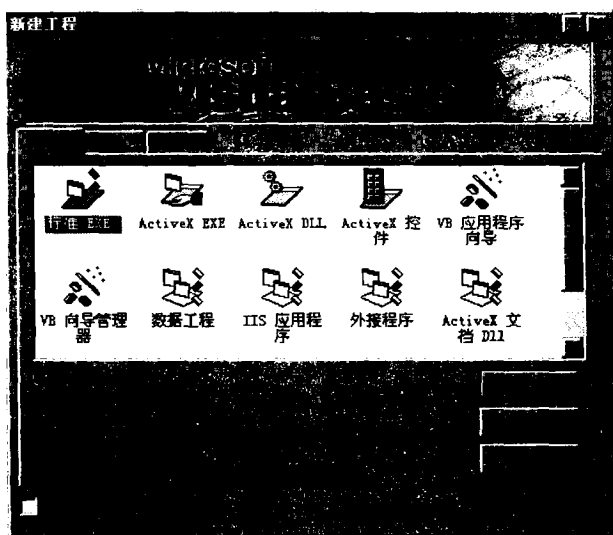 新建工程
标准 EXE
ActiveX EXE
ActiveX DLL
ActiveX 控
件
VB 应用程序
向导
VB 向导管理
器
数据工程
IIS 应用程
序
外接程序
ActiveX 文
档 Dll